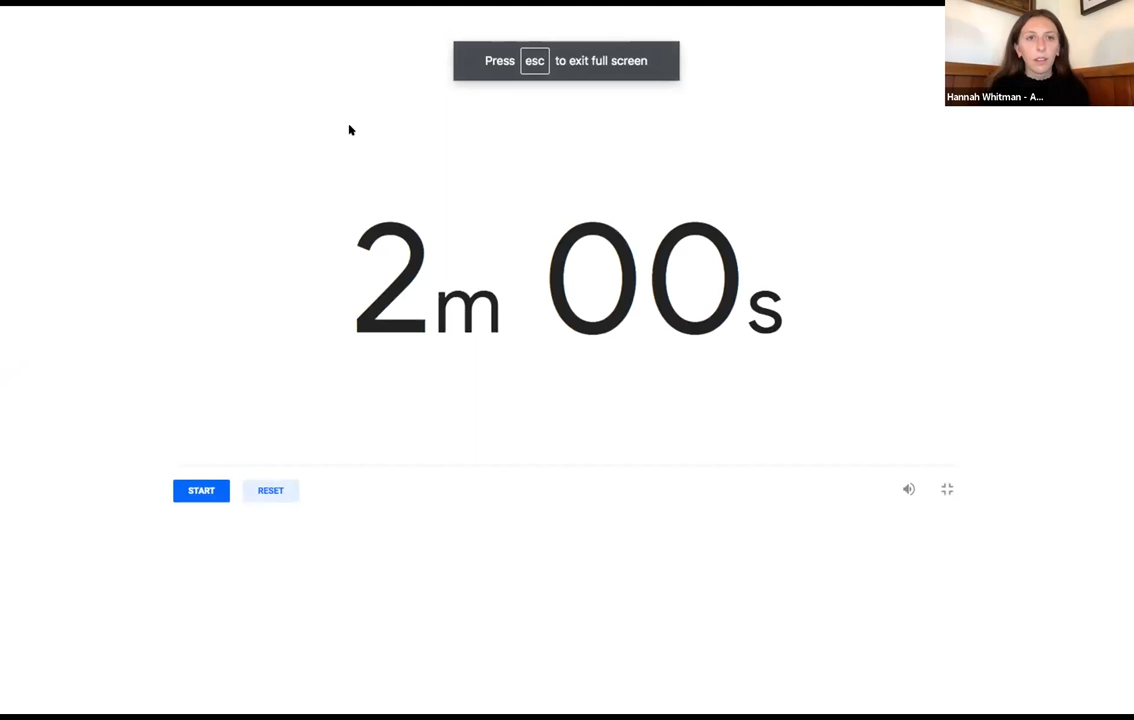 Press esc to exit full screen
Hannah Whitman - A...
2m 00s
START RESET